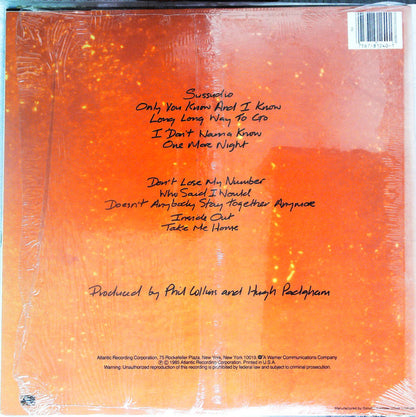 Sussudio
Only You Know And I Know
Long Long Way To Go
I Don't Wanna Know
One More Night
Don't Lose My Number
Who Said I Would
Doesn't Anybody Stay Together Anymore
Inside Out
Take Me Home
Produced by Phil Collins and Hugh Padgham
Atlantic Recording Corporation, 75 Rockefeller Plaza, New York, New York 10019. A Warner Communications Company
℗ © 1985 Atlantic Recording Corporation. Printed in U.S.A.
Warning: Unauthorized reproduction of this recording is prohibited by federal law and subject to criminal prosecution.